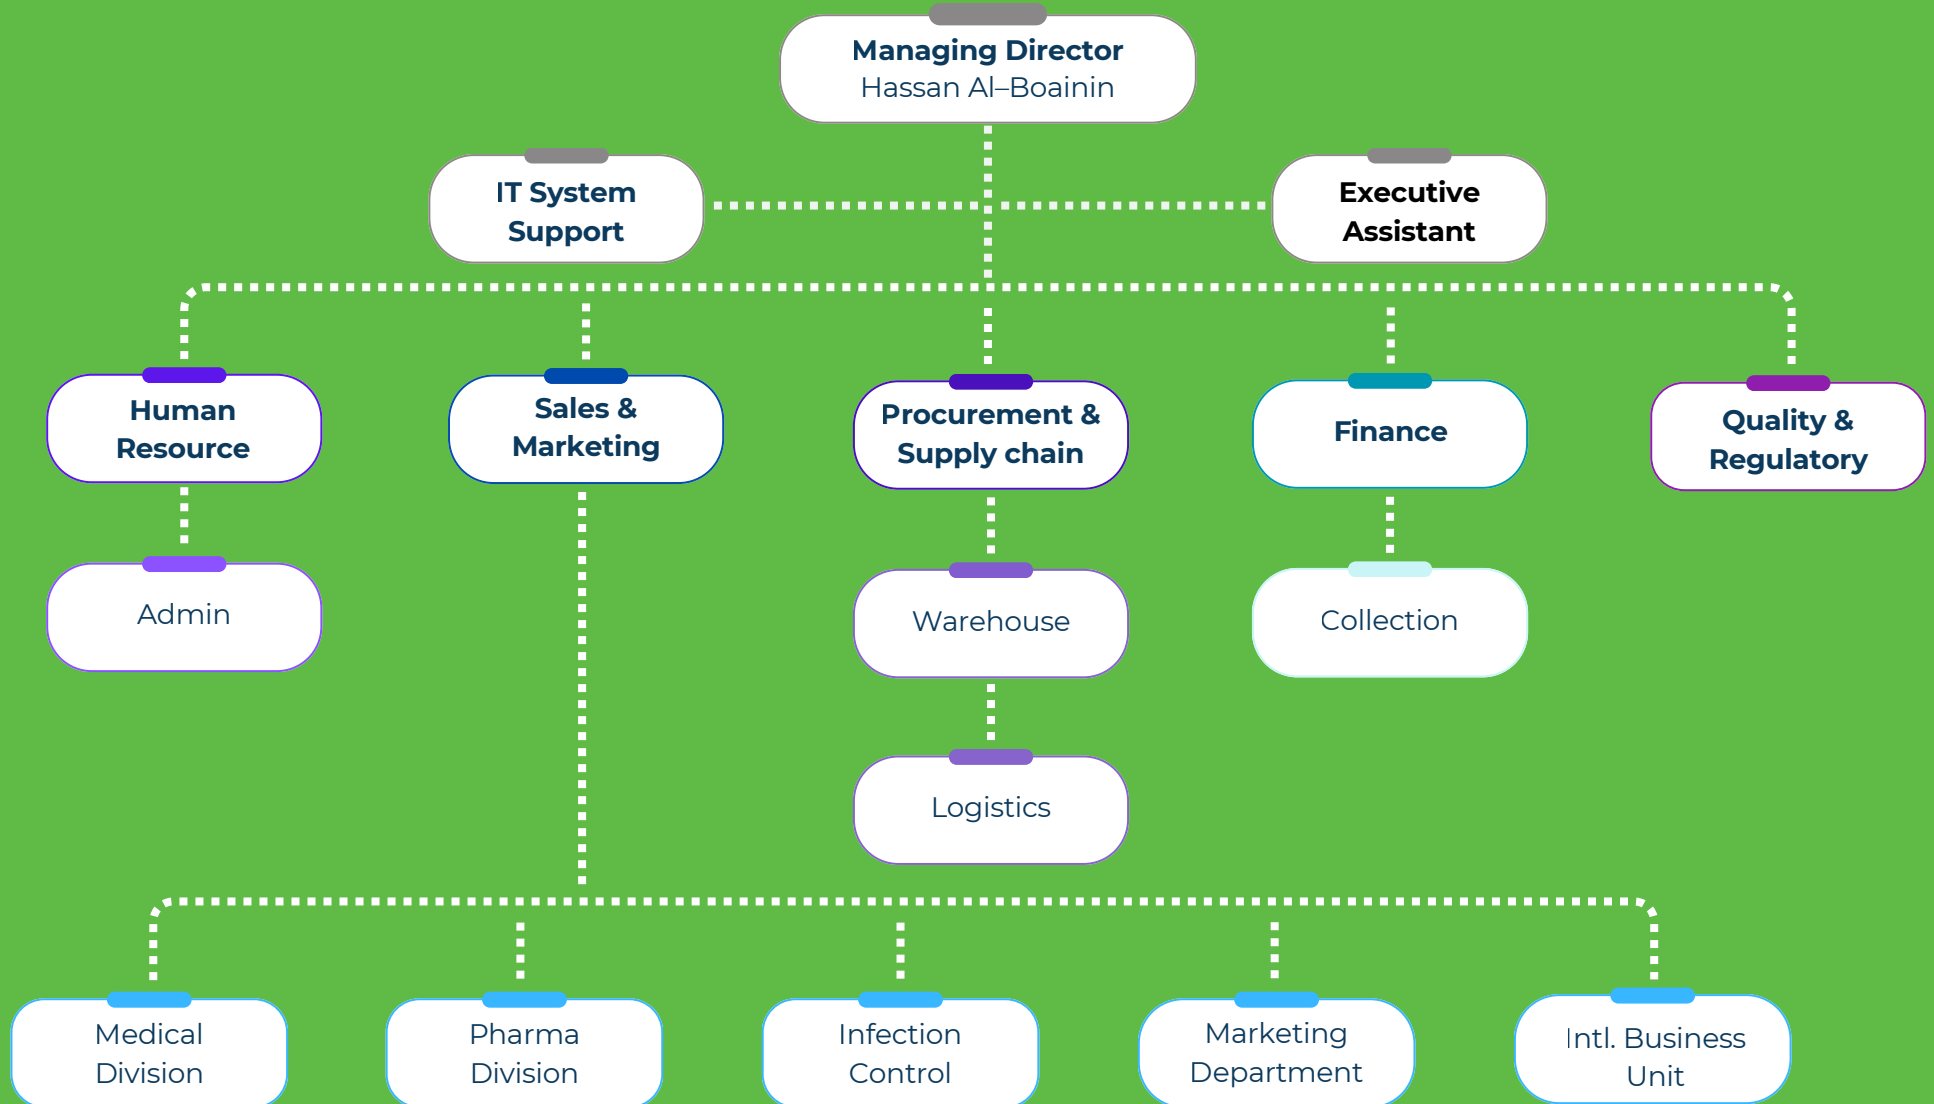 Managing Director
Hassan Al–Boainin
IT System
Support
Executive
Assistant
Human
Resource
Sales &
Marketing
Procurement &
Supply chain
Finance
Quality &
Regulatory
Admin
Warehouse
Collection
Logistics
Medical
Division
Pharma
Division
Infection
Control
Marketing
Department
Intl. Business
Unit